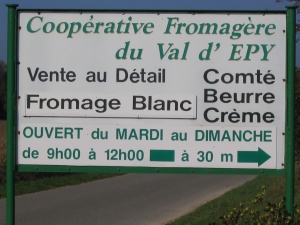 Coopérative Fromagère
du Val d' EPY
Vente au Détail
Comté
Beurre
Crème
Fromage Blanc
OUVERT du MARDI au DIMANCHE
de 9h00 à 12h00 à 30 m